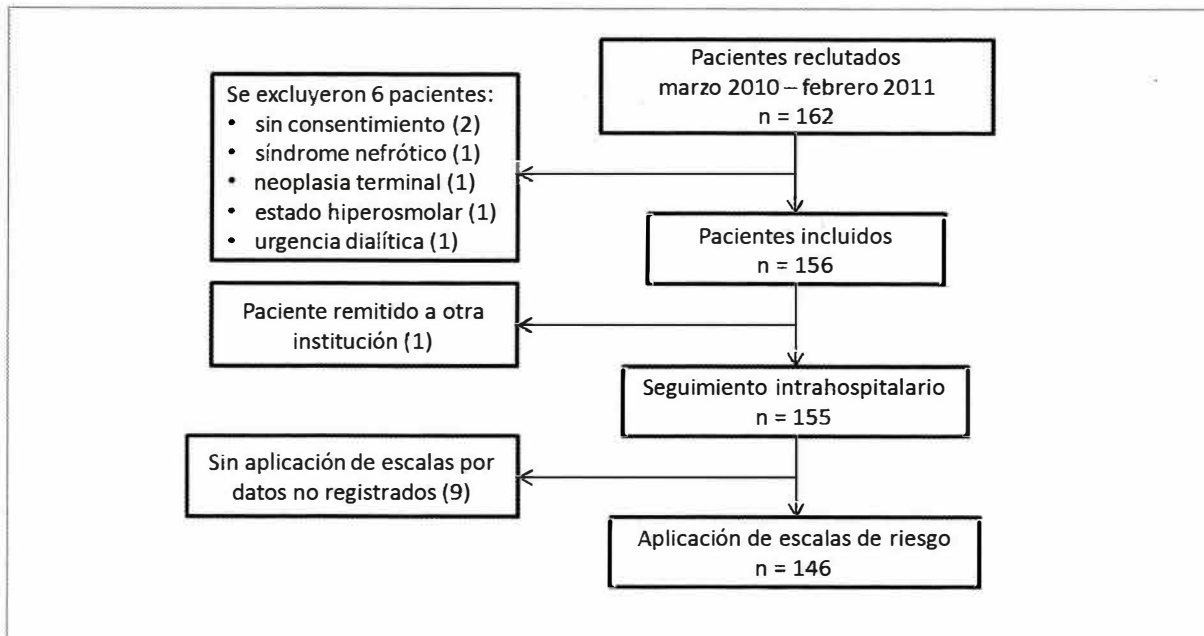 Pacientes reclutados
marzo 2010 – febrero 2011
n = 162
Se excluyeron 6 pacientes:
• sin consentimiento (2)
• síndrome nefrótico (1)
• neoplasia terminal (1)
• estado hiperosmolar (1)
• urgencia dialítica (1)
Pacientes incluidos
n = 156
Paciente remitido a otra
institución (1)
Seguimiento intrahospitalario
n = 155
Sin aplicación de escalas por
datos no registrados (9)
Aplicación de escalas de riesgo
n = 146